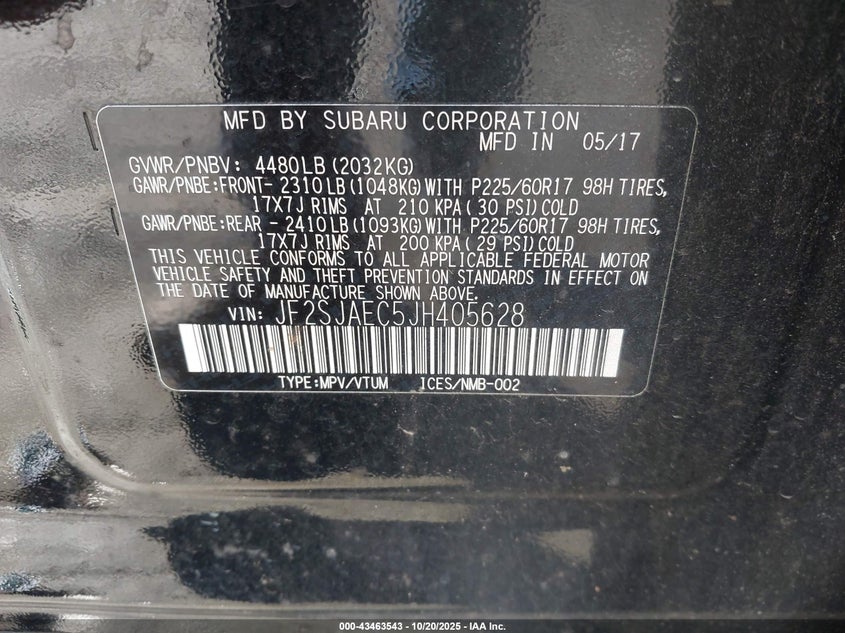 MFD BY SUBARU CORPORATION
MFD IN 05/17
GVWR/PNBV: 4480LB(2032KG)
GAWR/PNBE:FRONT- 2310LB(1048KG)WITH P225/60R17 98H TIRES,
17X7J RIMS AT 210 KPA(30 PSI)COLD
GAWR/PNBE:REAR - 2410LB(1093KG)WITH P225/60R17 98H TIRES,
17X7J RIMS AT 200 KPA(29 PSI)COLD
THIS VEHICLE CONFORMS TO ALL APPLICABLE FEDERAL MOTOR
VEHICLE SAFETY AND THEFT PREVENTION STANDARDS IN EFFECT ON
THE DATE OF MANUFACTURE SHOWN ABOVE.
VIN: JF2SJAEC5JH405628
TYPE:MPV/VTUM ICES/NMB-002
000-43463543 - 10/20/2025 - IAA Inc.